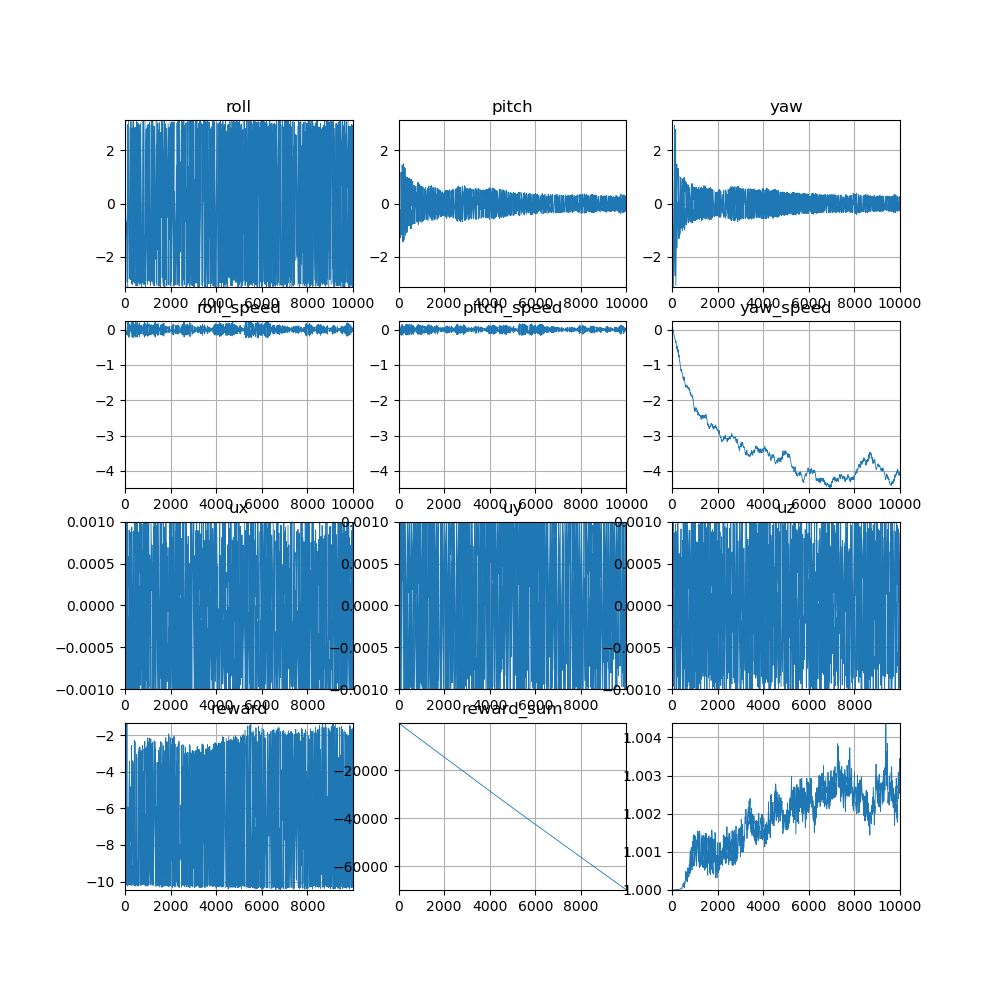 roll pitch yaw
2 2 2
0 0 0
−2 −2 −2
0 2000 4000 6000 8000 10000 0 2000 4000 6000 8000 10000 0 2000 4000 6000 8000 10000
roll_speed pitch_speed yaw_speed
0 0 0
−1 −1 −1
−2 −2 −2
−3 −3 −3
−4 −4 −4
0 2000 4000 6000 8000 10000 0 2000 4000 6000 8000 10000 0 2000 4000 6000 8000 10000
ux uy uz
0.0010 0.0010 0.0010
0.0005 0.0005 0.0005
0.0000 0.0000 0.0000
−0.0005 −0.0005 −0.0005
−0.0010 −0.0010 −0.0010
0 2000 4000 6000 8000 0 2000 4000 6000 8000 0 2000 4000 6000 8000
reward reward_sum
−2 1.004
−4 −20000 1.003
−6 1.002
−8 −40000 1.001
−10 −60000 1.000
0 2000 4000 6000 8000 0 2000 4000 6000 8000 0 2000 4000 6000 8000 10000